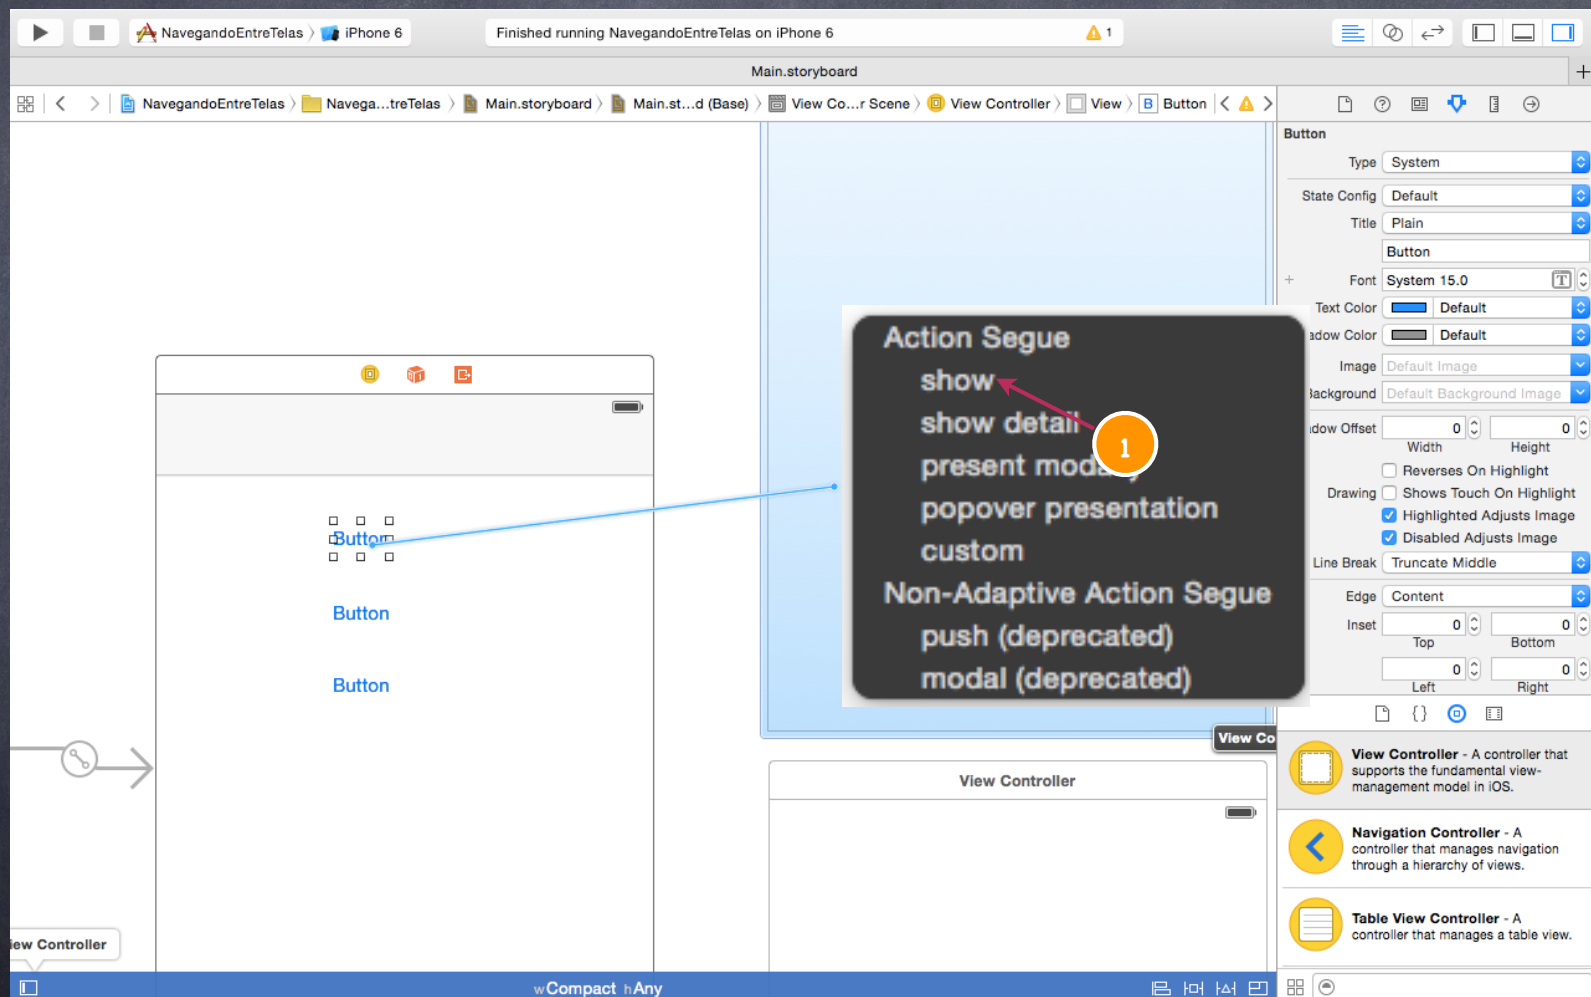 NavegandoEntreTelas iPhone 6
Finished running NavegandoEntreTelas on iPhone 6
1
Main.storyboard
NavegandoEntreTelas Navega...treTelas Main.storyboard Main.st...d (Base) View Co...r Scene View Controller View B Button
Button
Type System
State Config Default
Title Plain
Button
Font System 15.0 T
Text Color Default
adow Color Default
Image Default Image
Background Default Background Image
dow Offset 0 0
Width Height
Reverses On Highlight
Drawing Shows Touch On Highlight
Highlighted Adjusts Image
Disabled Adjusts Image
Line Break Truncate Middle
Edge Content
Inset 0 0
Top Bottom
0 0
Left Right
Action Segue
show
show detail
1
present
popover presentation
custom
Non-Adaptive Action Segue
push (deprecated)
modal (deprecated)
Button
Button
Button
View Co
View Controller
{}
View Controller - A controller that
supports the fundamental view-
management model in iOS.
Navigation Controller - A
controller that manages navigation
through a hierarchy of views.
Table View Controller - A
controller that manages a table view.
iew Controller
wCompact hAny